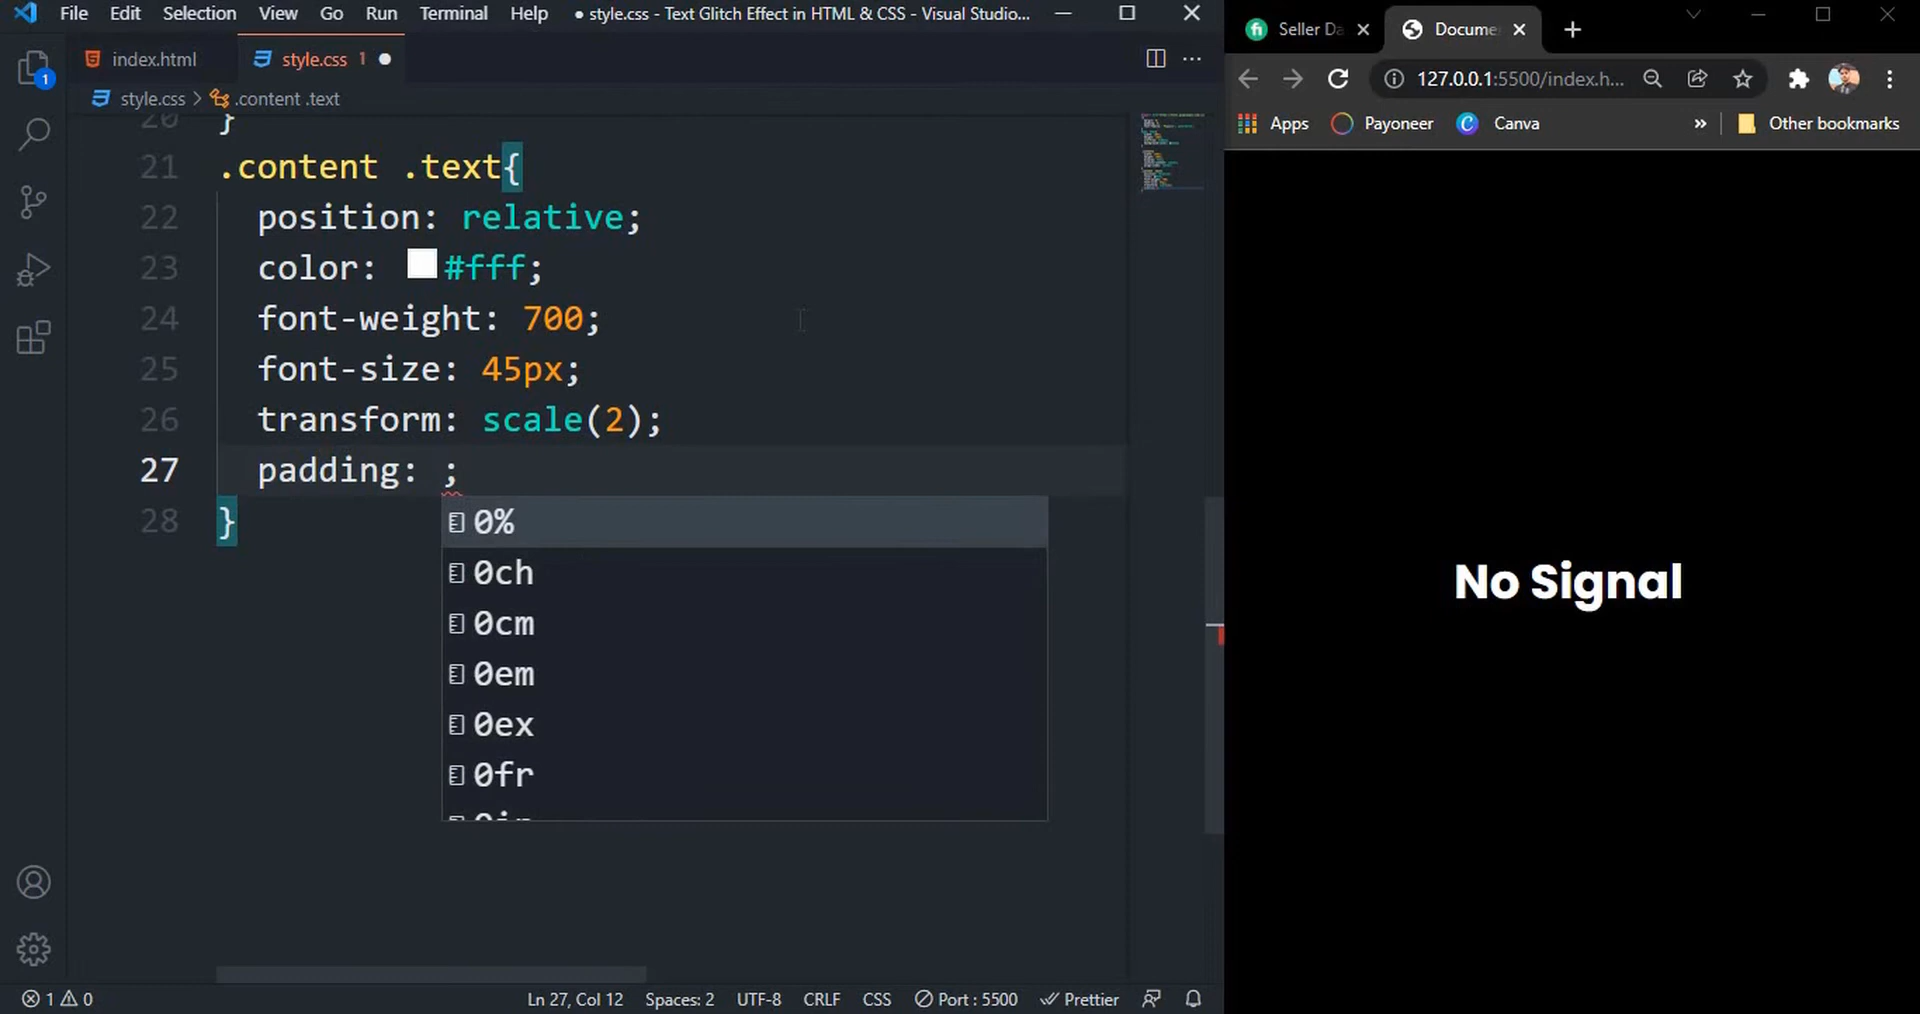 File Edit Selection View Go Run Terminal Help ● style.css - Text Glitch Effect in HTML & CSS - Visual Studio...
index.html style.css 1
style.css > .content .text
20 }
21 .content .text{
22 position: relative;
23 color: #fff;
24 font-weight: 700;
25 font-size: 45px;
26 transform: scale(2);
27 padding: ;
28 }
0%
0ch
0cm
0em
0ex
0fr
0in
1
1 0 Ln 27, Col 12 Spaces: 2 UTF-8 CRLF CSS Port : 5500 Prettier
fi Seller Da Docume
127.0.0.1:5500/index.h...
Apps Payoneer Canva » Other bookmarks
No Signal